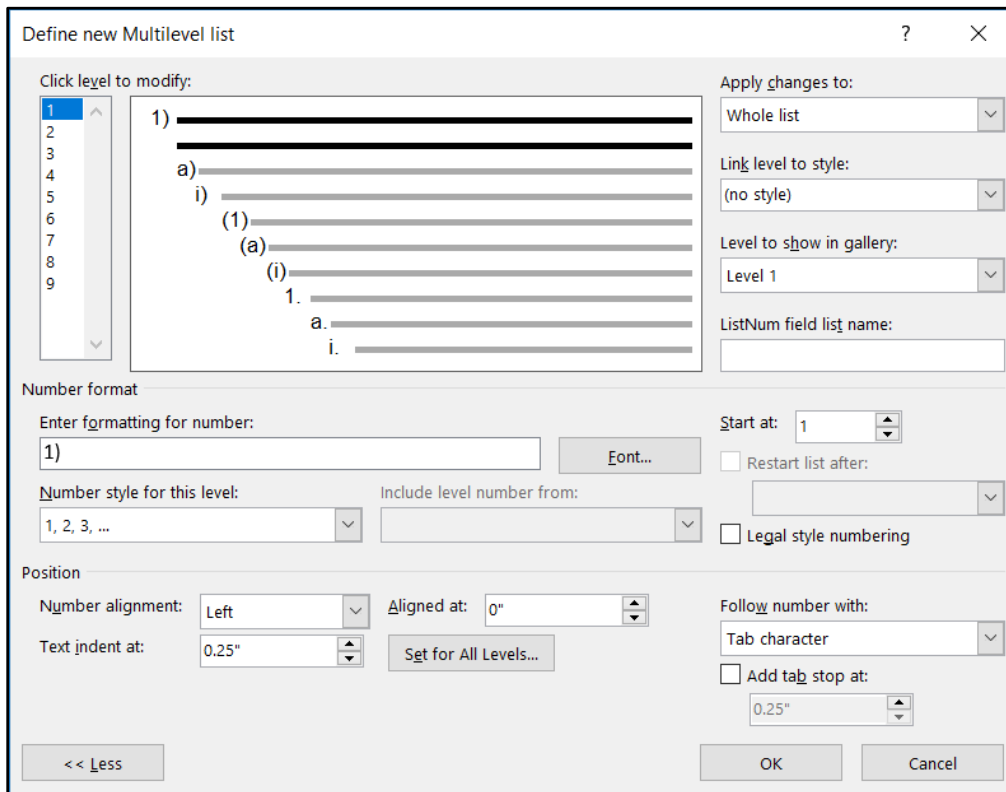 Define new Multilevel list
?
Click level to modify:
1
2
3
4
5
6
7
8
9
1)
a)
i)
(1)
(a)
(i)
1.
a.
i.
Apply changes to:
Whole list
Link level to style:
(no style)
Level to show in gallery:
Level 1
ListNum field list name:
Number format
Enter formatting for number:
1)
Font...
Number style for this level:
1, 2, 3, ...
Include level number from:
Start at: 1
Restart list after:
Legal style numbering
Position
Number alignment: Left
Aligned at: 0"
Text indent at: 0.25"
Set for All Levels...
Follow number with:
Tab character
Add tab stop at:
0.25"
<< Less
OK
Cancel